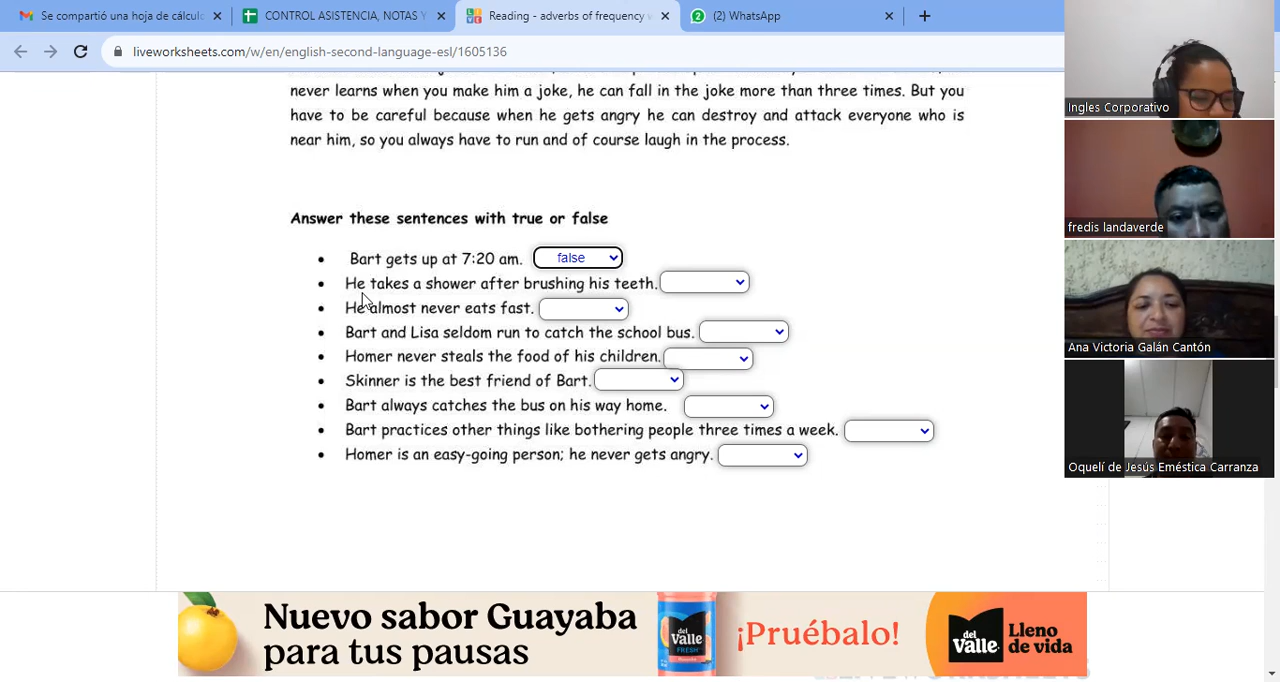 Se compartió una hoja de cálcu
CONTROL ASISTENCIA, NOTAS Y
Reading - adverbs of frequency w
(2) WhatsApp
liveworksheets.com/w/en/english-second-language-esl/1605136
never learns when you make him a joke, he can fall in the joke more than three times. But you
have to be careful because when he gets angry he can destroy and attack everyone who is
near him, so you always have to run and of course laugh in the process.
Answer these sentences with true or false
• Bart gets up at 7:20 am. false
• He takes a shower after brushing his teeth.
• He almost never eats fast.
• Bart and Lisa seldom run to catch the school bus.
• Homer never steals the food of his children.
• Skinner is the best friend of Bart.
• Bart always catches the bus on his way home.
• Bart practices other things like bothering people three times a week.
• Homer is an easy-going person; he never gets angry.
Ingles Corporativo
fredis landaverde
Ana Victoria Galán Cantón
Oquelí de Jesús Eméstica Carranza
Nuevo sabor Guayaba
para tus pausas
del
Valle
FRESH
¡Pruébalo!
del
Valle
Lleno
de vida